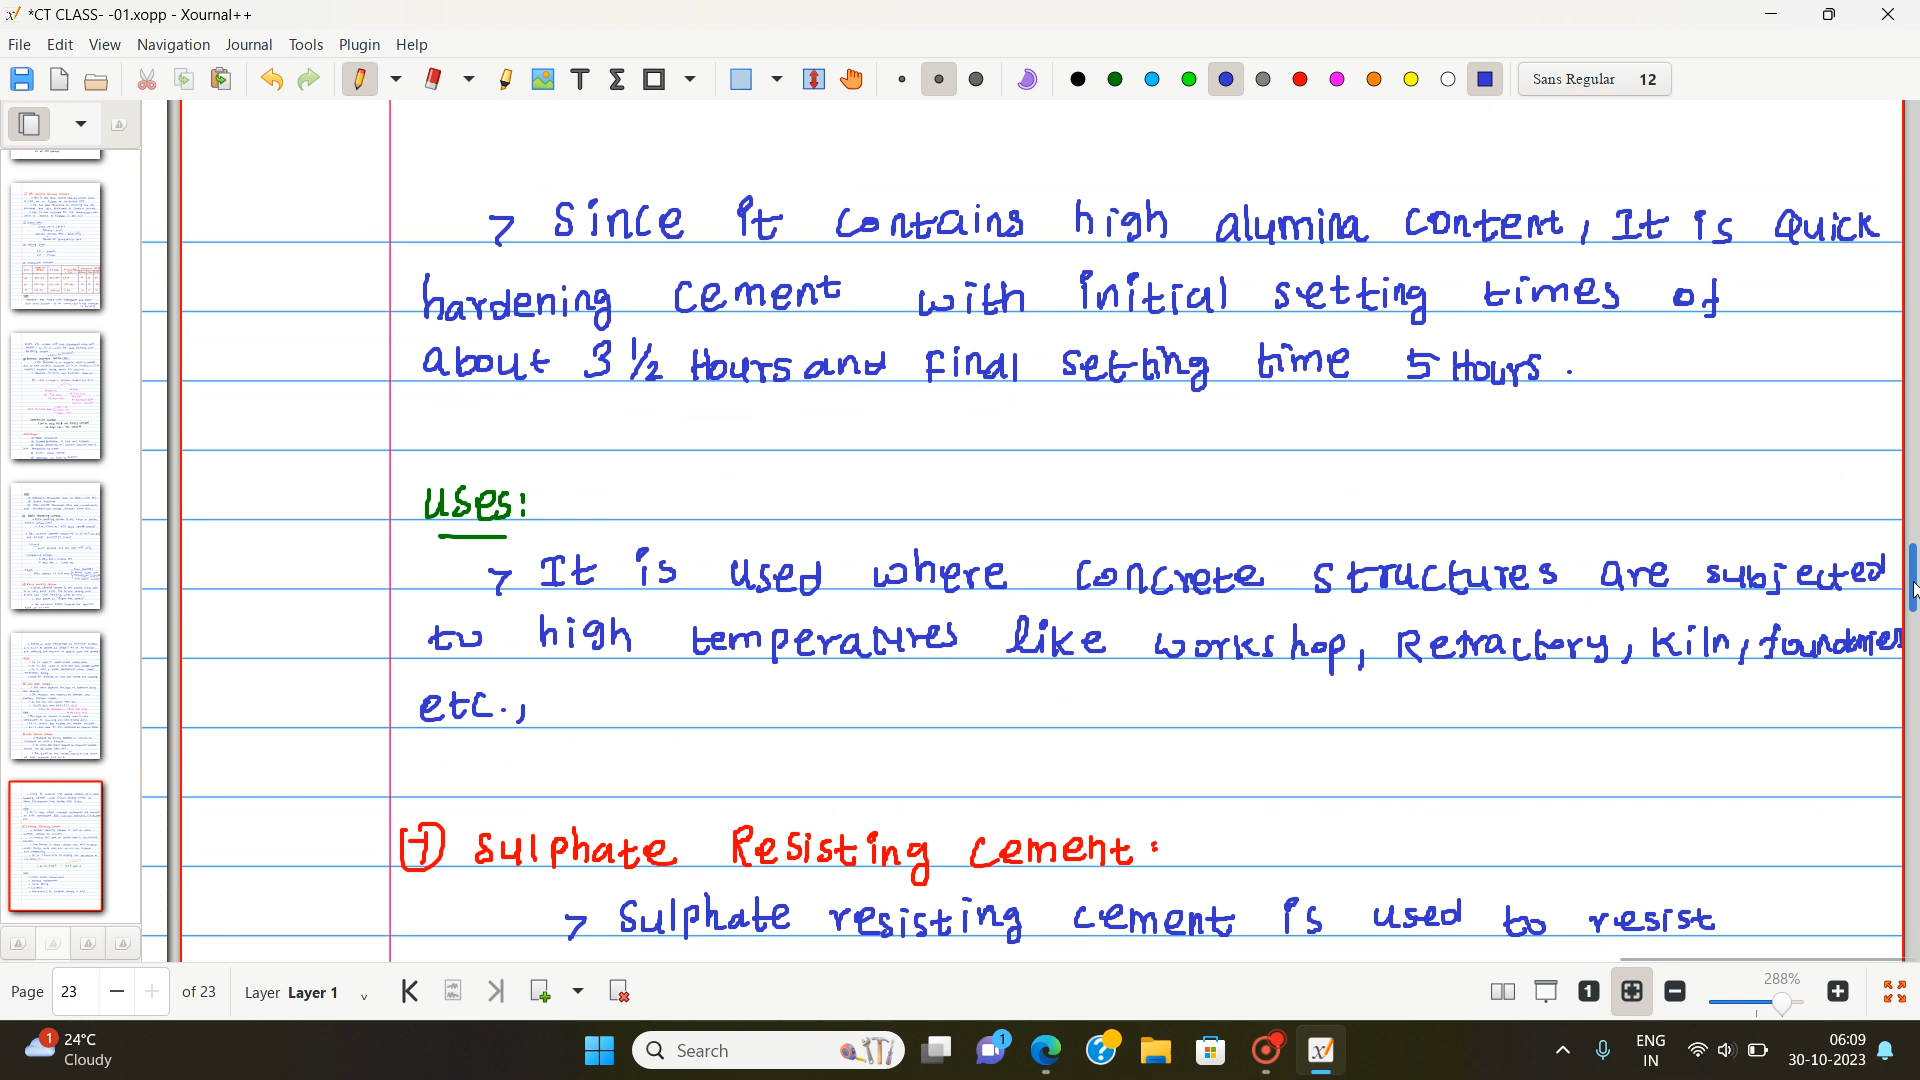 *CT CLASS- -01.xopp - Xournal++
File Edit View Navigation Journal Tools Plugin Help
Sans Regular 12
> Since it contains high alumina content, It is Quick
hardening cement with initial setting times of
about 3 ½ Hours and Final setting time 5 Hours.
uses:
> It is used where concrete structures are subjected
to high temperatures like workshop, Refractory, Kiln, foundries
etc.,
7 Sulphate Resisting Cement:
> Sulphate resisting cement is used to resist
Page 23 of 23 Layer Layer 1 1 288%
1 24°C
Cloudy
Search
1
ENG
IN
06:09
30-10-2023